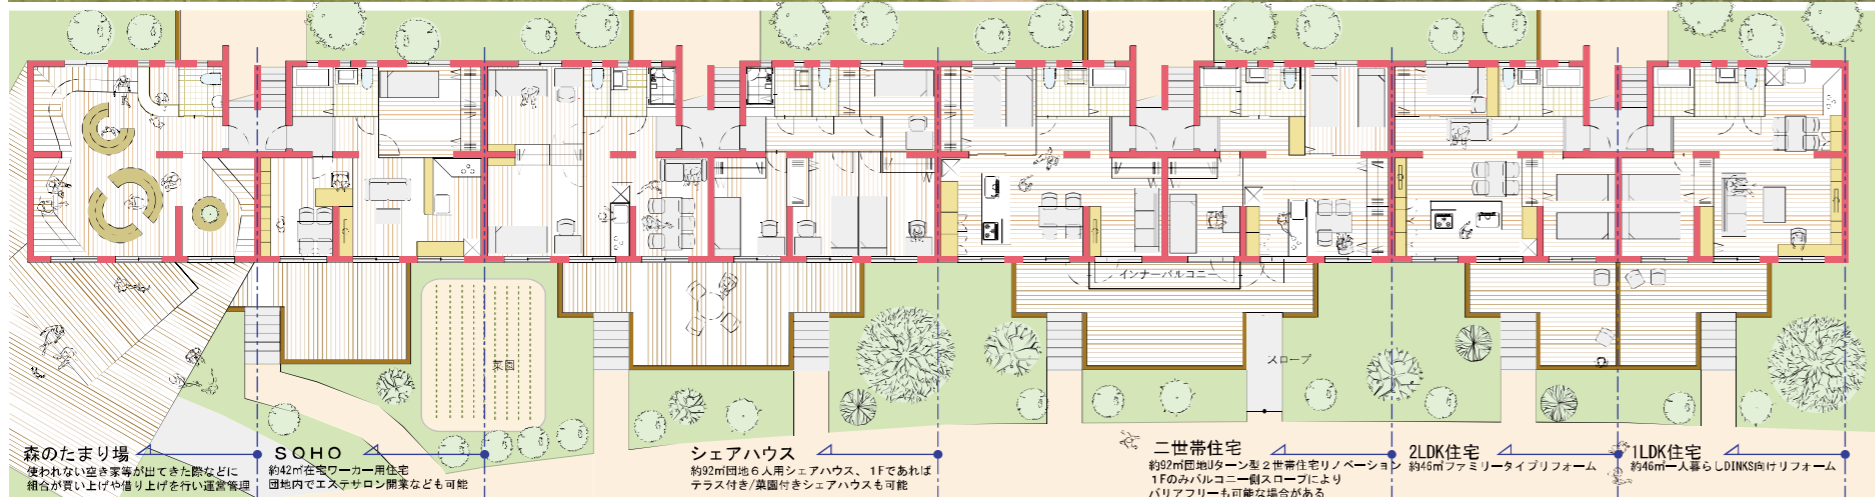 インナーバルコニー
菜園
スロープ
森のたまり場
使われない空き家等が出てきた際などに
組合が買い上げや借り上げを行い運営管理
SOHO
約42㎡在宅ワーカー用住宅
団地内でエステサロン開業なども可能
シェアハウス
約92㎡団地6人用シェアハウス、1Fであれば
テラス付き/菜園付きシェアハウスも可能
二世帯住宅
約92㎡団地Uターン型2世帯住宅リノベーション
1Fのみバルコニー側スロープにより
バリアフリーも可能な場合がある
2LDK住宅
約46㎡ファミリータイプリフォーム
1LDK住宅
約46㎡一人暮らしDINKS向けリフォーム